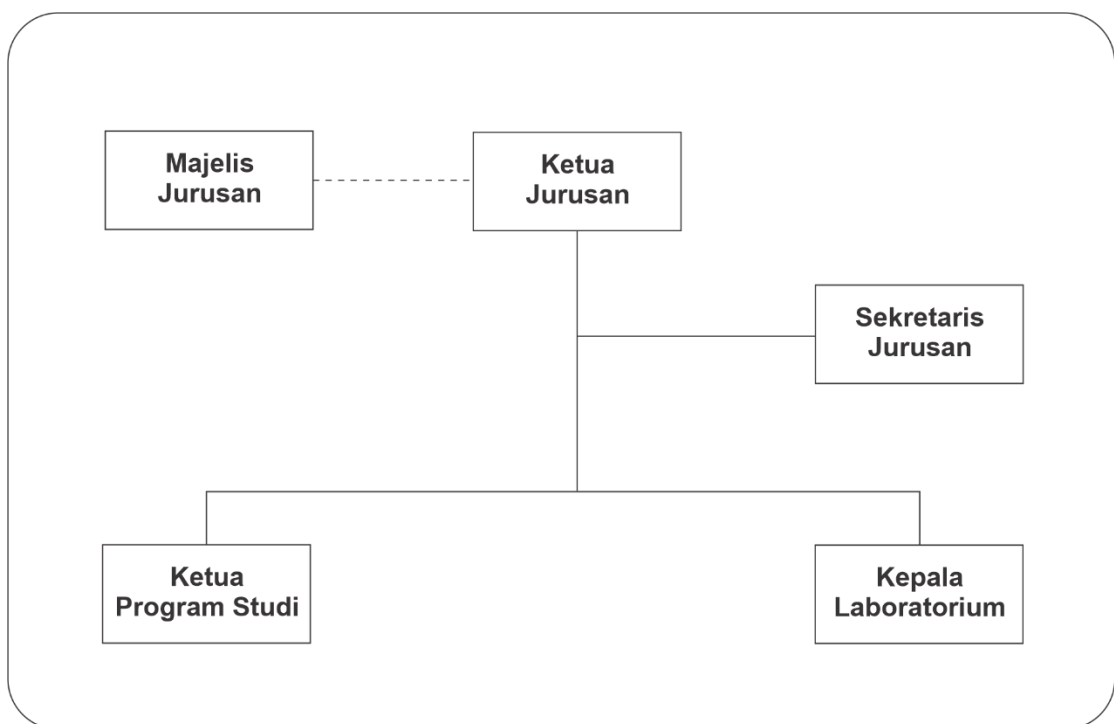 Majelis
Jurusan
Ketua
Jurusan
Sekretaris
Jurusan
Ketua
Program Studi
Kepala
Laboratorium